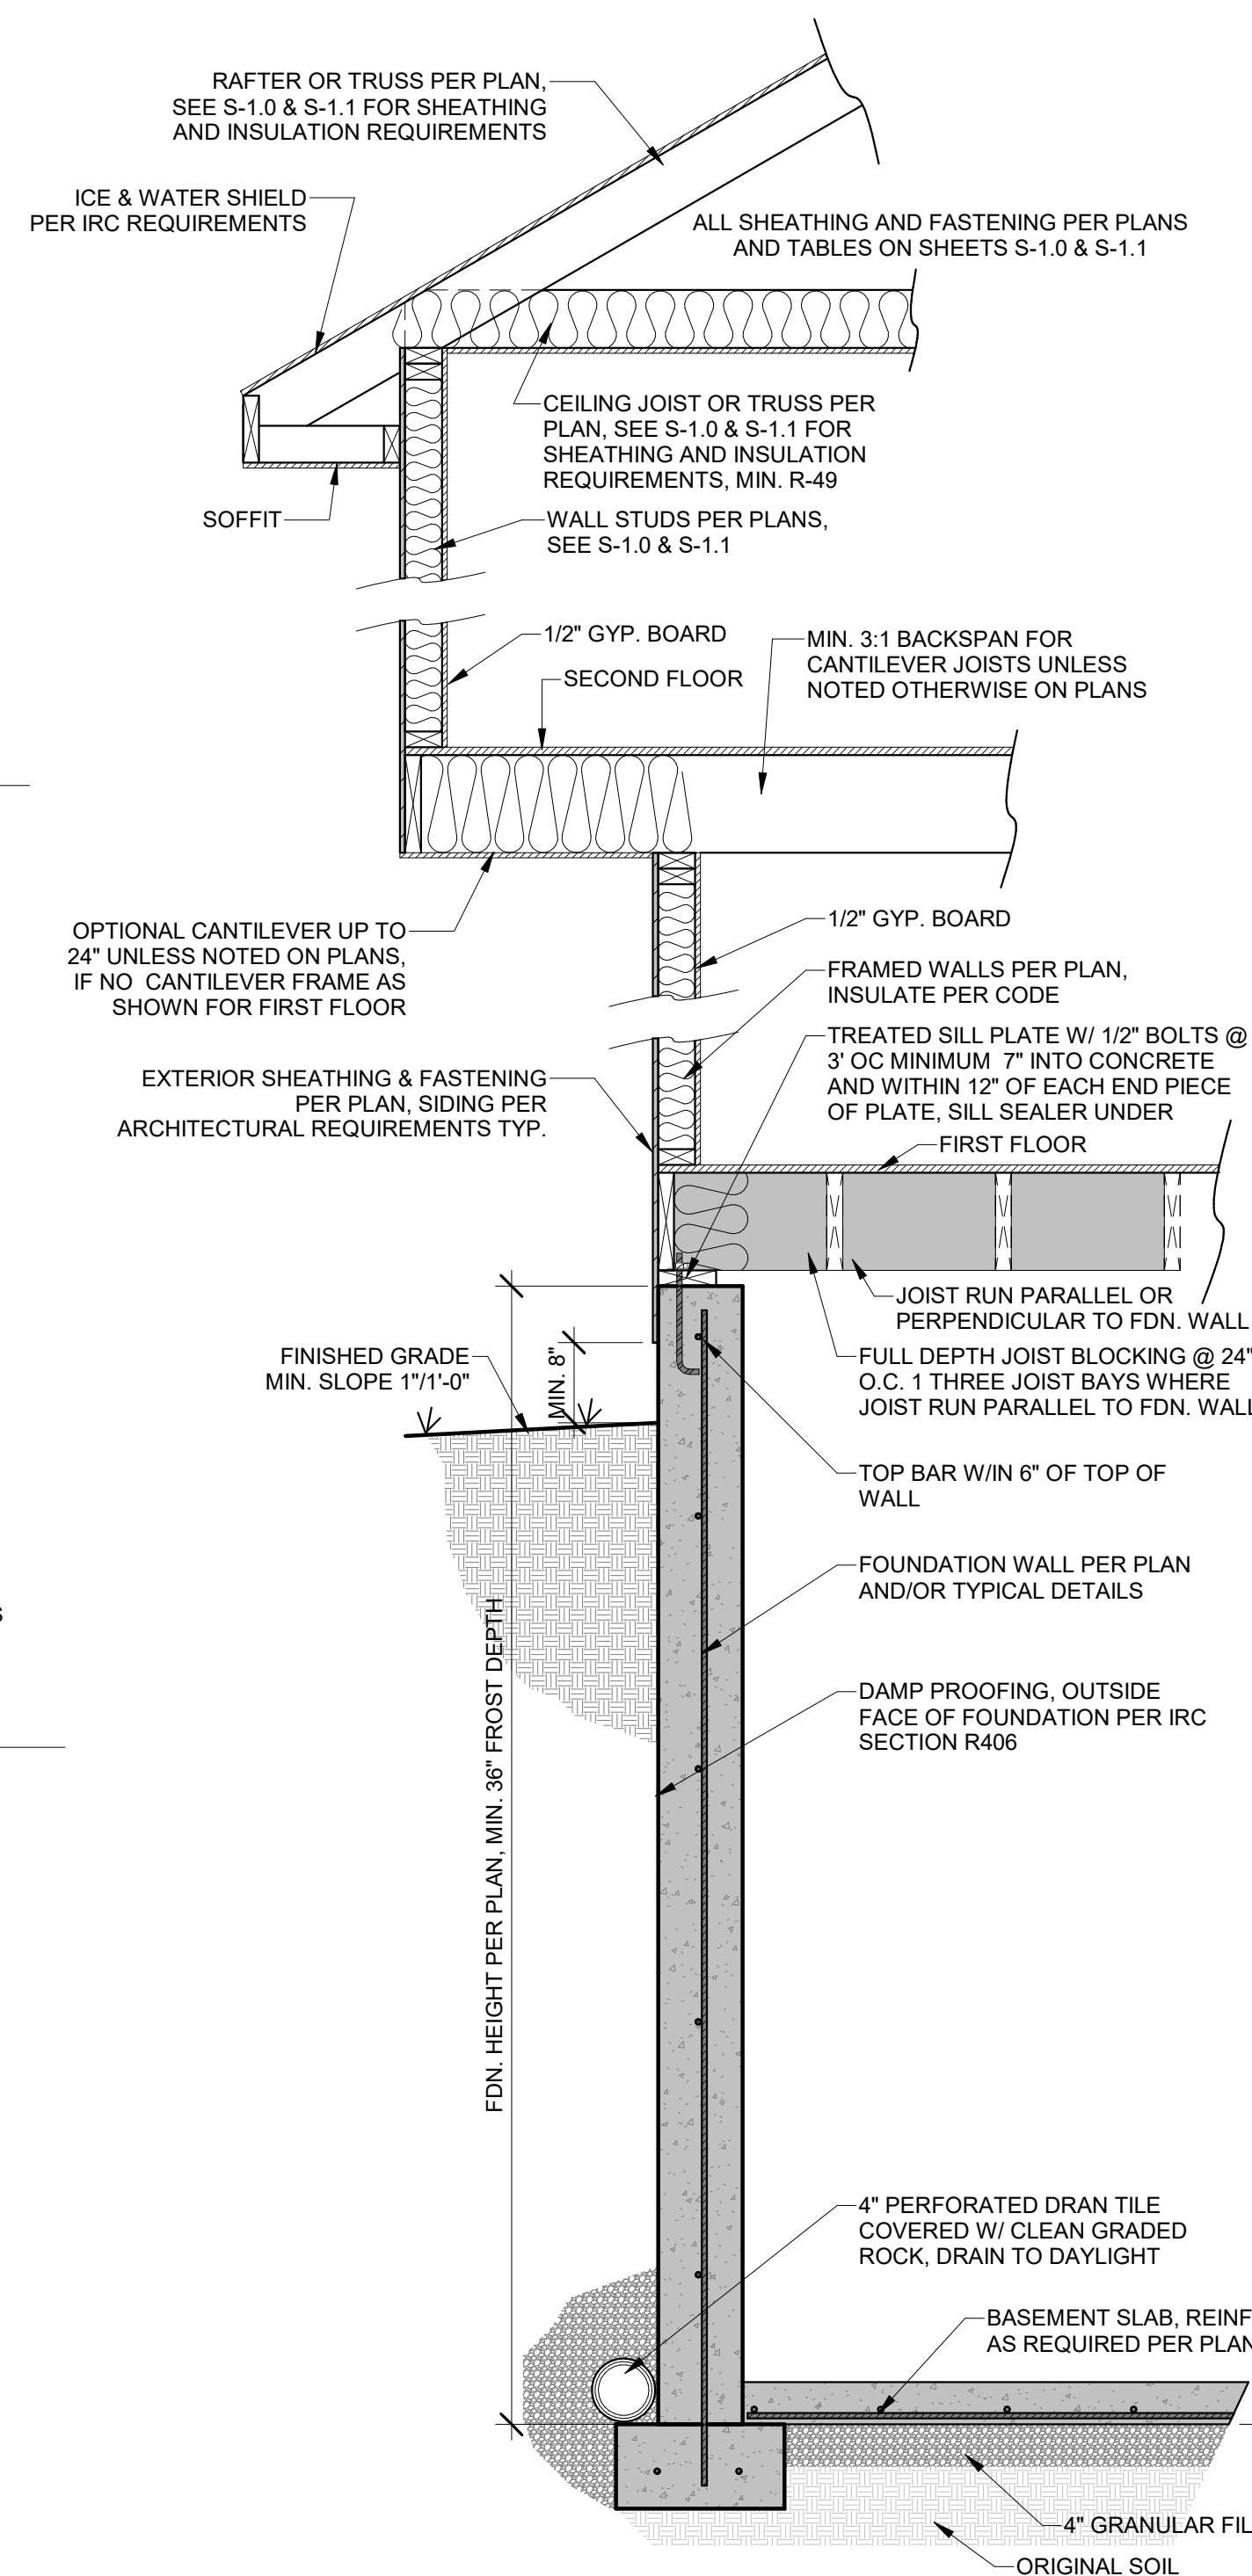 RAFTER OR TRUSS PER PLAN,
SEE S-1.0 & S-1.1 FOR SHEATHING
AND INSULATION REQUIREMENTS
ICE & WATER SHIELD
PER IRC REQUIREMENTS
ALL SHEATHING AND FASTENING PER PLANS
AND TABLES ON SHEETS S-1.0 & S-1.1
CEILING JOIST OR TRUSS PER
PLAN, SEE S-1.0 & S-1.1 FOR
SHEATHING AND INSULATION
REQUIREMENTS, MIN. R-49
SOFFIT
WALL STUDS PER PLANS,
SEE S-1.0 & S-1.1
1/2" GYP. BOARD
SECOND FLOOR
MIN. 3:1 BACKSPAN FOR
CANTILEVER JOISTS UNLESS
NOTED OTHERWISE ON PLANS
OPTIONAL CANTILEVER UP TO
24" UNLESS NOTED ON PLANS,
IF NO CANTILEVER FRAME AS
SHOWN FOR FIRST FLOOR
1/2" GYP. BOARD
FRAMED WALLS PER PLAN,
INSULATE PER CODE
TREATED SILL PLATE W/ 1/2" BOLTS @
3' OC MINIMUM 7" INTO CONCRETE
AND WITHIN 12" OF EACH END PIECE
OF PLATE, SILL SEALER UNDER
EXTERIOR SHEATHING & FASTENING
PER PLAN, SIDING PER
ARCHITECTURAL REQUIREMENTS TYP.
FIRST FLOOR
JOIST RUN PARALLEL OR
PERPENDICULAR TO FDN. WALL
FINISHED GRADE
MIN. SLOPE 1"/1'-0"
MIN. 8"
FULL DEPTH JOIST BLOCKING @ 24"
O.C. 1 THREE JOIST BAYS WHERE
JOIST RUN PARALLEL TO FDN. WALL
TOP BAR W/IN 6" OF TOP OF
WALL
FOUNDATION WALL PER PLAN
AND/OR TYPICAL DETAILS
S
FDN. HEIGHT PER PLAN, MIN. 36" FROST DEPTH
DAMP PROOFING, OUTSIDE
FACE OF FOUNDATION PER IRC
SECTION R406
4" PERFORATED DRAN TILE
COVERED W/ CLEAN GRADED
ROCK, DRAIN TO DAYLIGHT
BASEMENT SLAB, REINF
AS REQUIRED PER PLAN
4" GRANULAR FIL
ORIGINAL SOIL